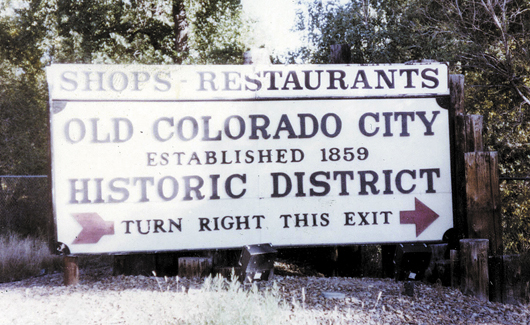 SHOPS - RESTAURANTS
OLD COLORADO CITY
ESTABLISHED 1859
HISTORIC DISTRICT
TURN RIGHT THIS EXIT